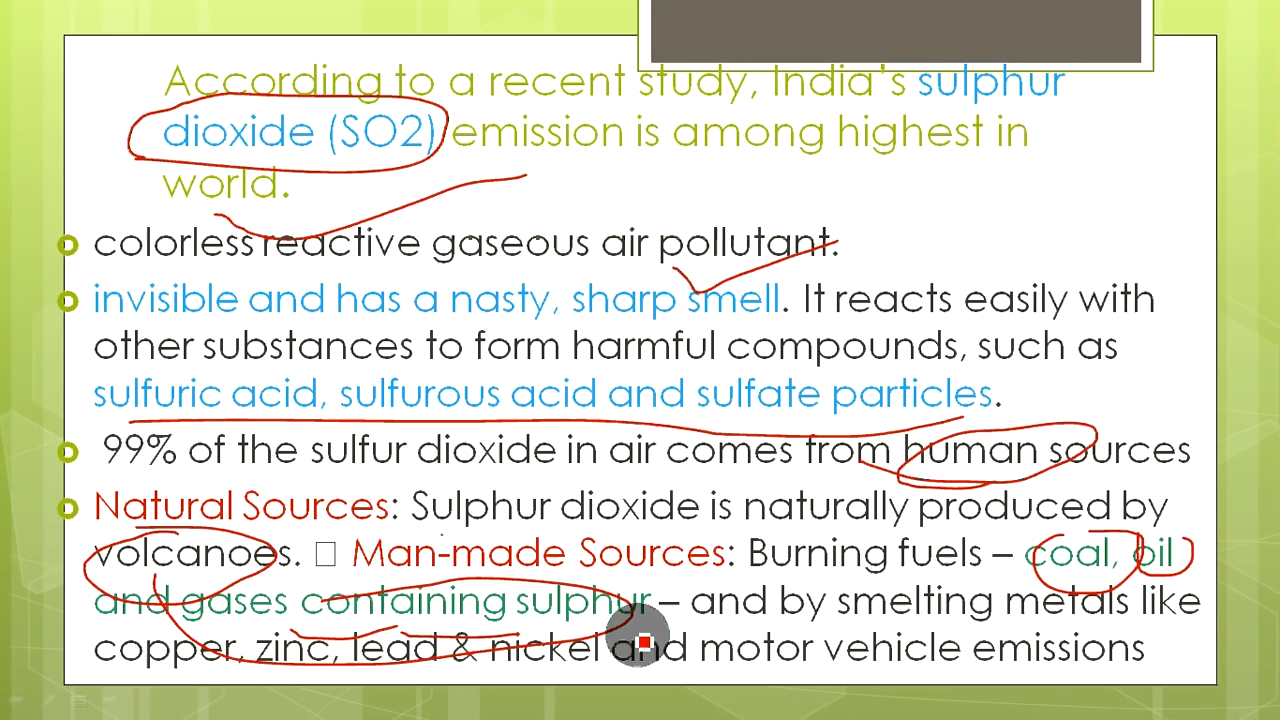 According to a recent study, India's sulphur
dioxide (SO2) emission is among highest in
world.
colorless reactive gaseous air pollutant.
invisible and has a nasty, sharp smell. It reacts easily with
other substances to form harmful compounds, such as
sulfuric acid, sulfurous acid and sulfate particles.
99% of the sulfur dioxide in air comes from human sources
Natural Sources: Sulphur dioxide is naturally produced by
volcanoes. □ Man-made Sources: Burning fuels – coal, oil
and gases containing sulphur – and by smelting metals like
copper, zinc, lead & nickel and motor vehicle emissions